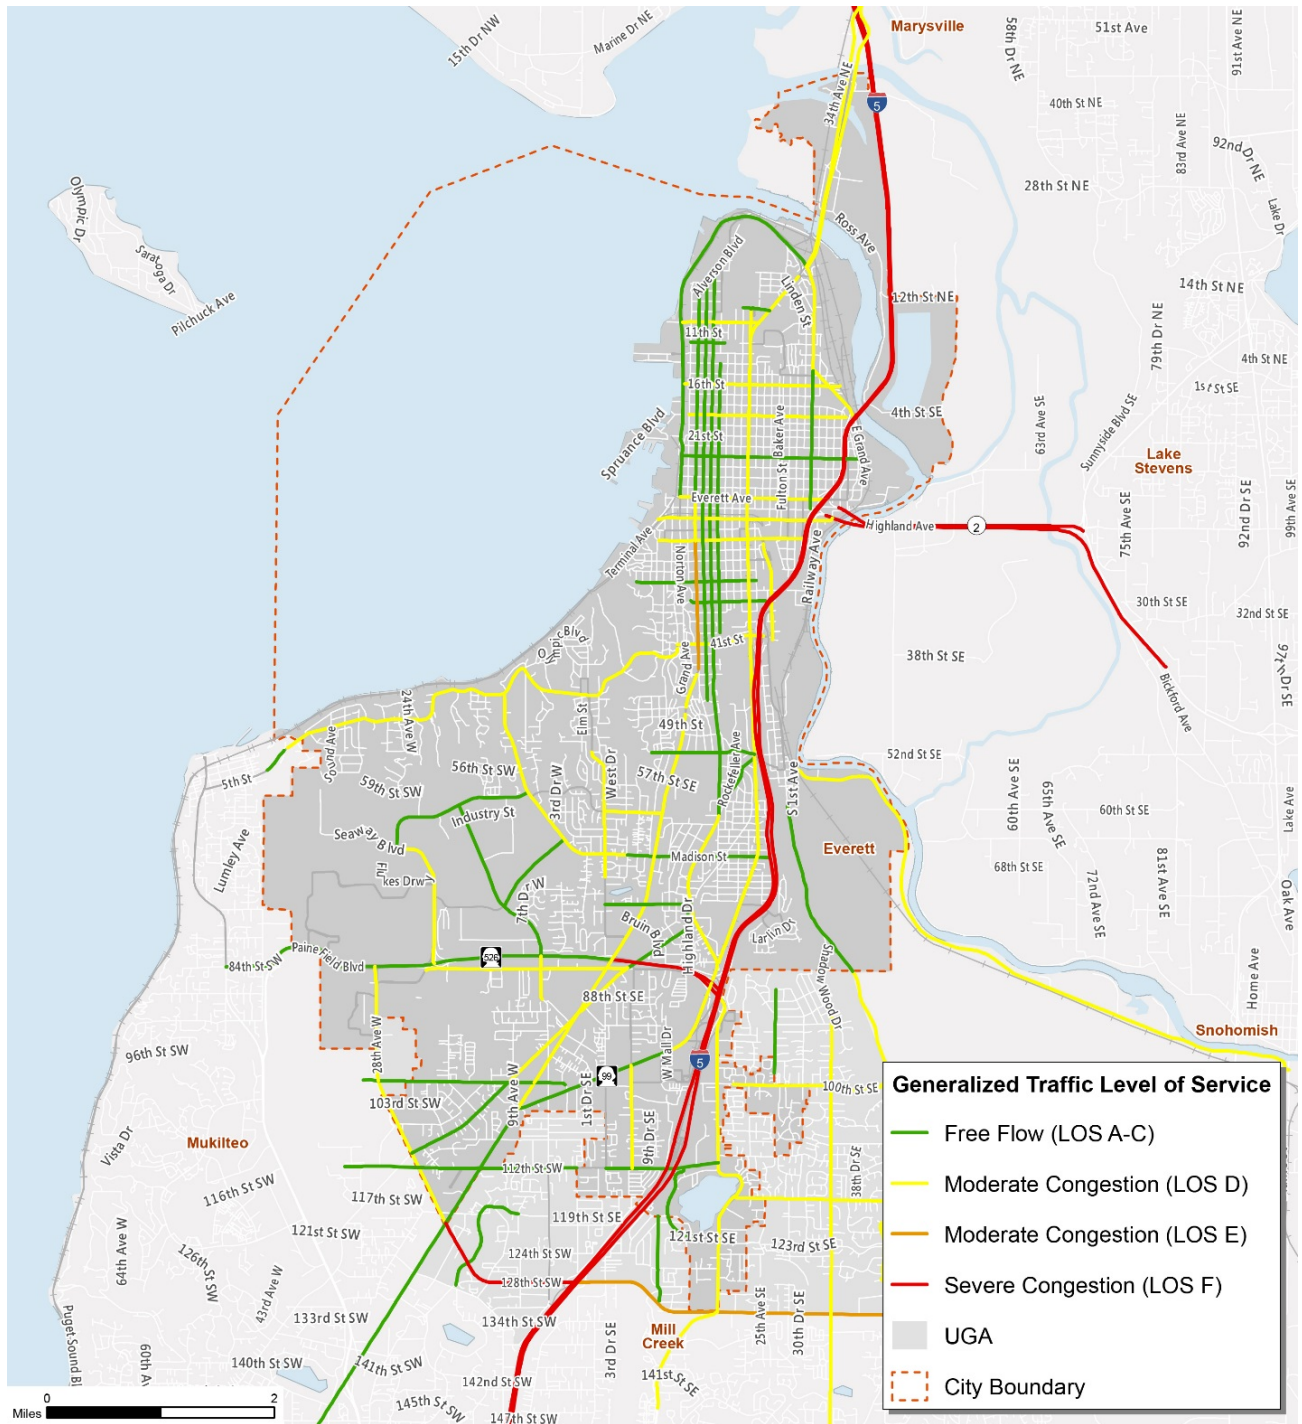 Marysville
15th Dr NW
Marine Dr NE
58th Dr NE
51st Ave
91st Ave NE
34th Ave NE
5
40th St NE
83rd Ave NE
92nd Dr NE
28th St NE
Lake Dr
Olympic Dr
Saratoga Dr
Pilchuck Ave
Ross Ave
Alverson Blvd
Linden St
12th St NE
14th St NE
11th St
79th Dr NE
4th St NE
16th St
1st St SE
4th St SE
63rd Ave SE
Sunnyside Blvd SE
Spruance Blvd
21st St
Fulton St
Baker Ave
E Grand Ave
Lake
Stevens
Everett Ave
Highland Ave
2
75th Ave SE
92nd Dr SE
99th Ave SE
Terminal Ave
Norton Ave
Railway Ave
30th St SE
32nd St SE
41st St
38th St SE
97th Dr SE
Grand Ave
Bickford Ave
24th Ave W
Elm St
49th St
52nd St SE
Sound Ave
5th St
59th St SW
56th St SW
3rd Dr W
West Dr
57th St SE
Rockefeller Ave
S 1st Ave
60th Ave SE
65th Ave SE
60th St SE
Lake Ave
Industry St
Seaway Blvd
Lumley Ave
Madison St
Everett
68th St SE
72nd Ave SE
81st Ave SE
Oak Ave
7th Dr W
Highland Dr
Paine Field Blvd
84th St SW
526
88th St SE
Shadow Wood Dr
Home Ave
Snohomish
96th St SW
28th Ave W
W Mall Dr
5
99
100th St SE
103rd St SW
9th Ave W
1st Dr SE
9th Dr SE
Mukilteo
Vista Dr
112th St SW
38th Dr SE
116th St SW
117th St SW
119th St SE
121st St SW
121st St SE
123rd St SE
64th Ave W
126th St SW
124th St SW
43rd Ave W
128th St SW
133rd St SW
134th St SW
3rd Dr SE
Mill
Creek
25th Ave SE
30th Dr SE
140th St SW
141th St SW
141st St SE
142nd St SW
145th St SW
147th St SW
Generalized Traffic Level of Service
Free Flow (LOS A-C)
Moderate Congestion (LOS D)
Moderate Congestion (LOS E)
Severe Congestion (LOS F)
UGA
City Boundary
0
2
Miles